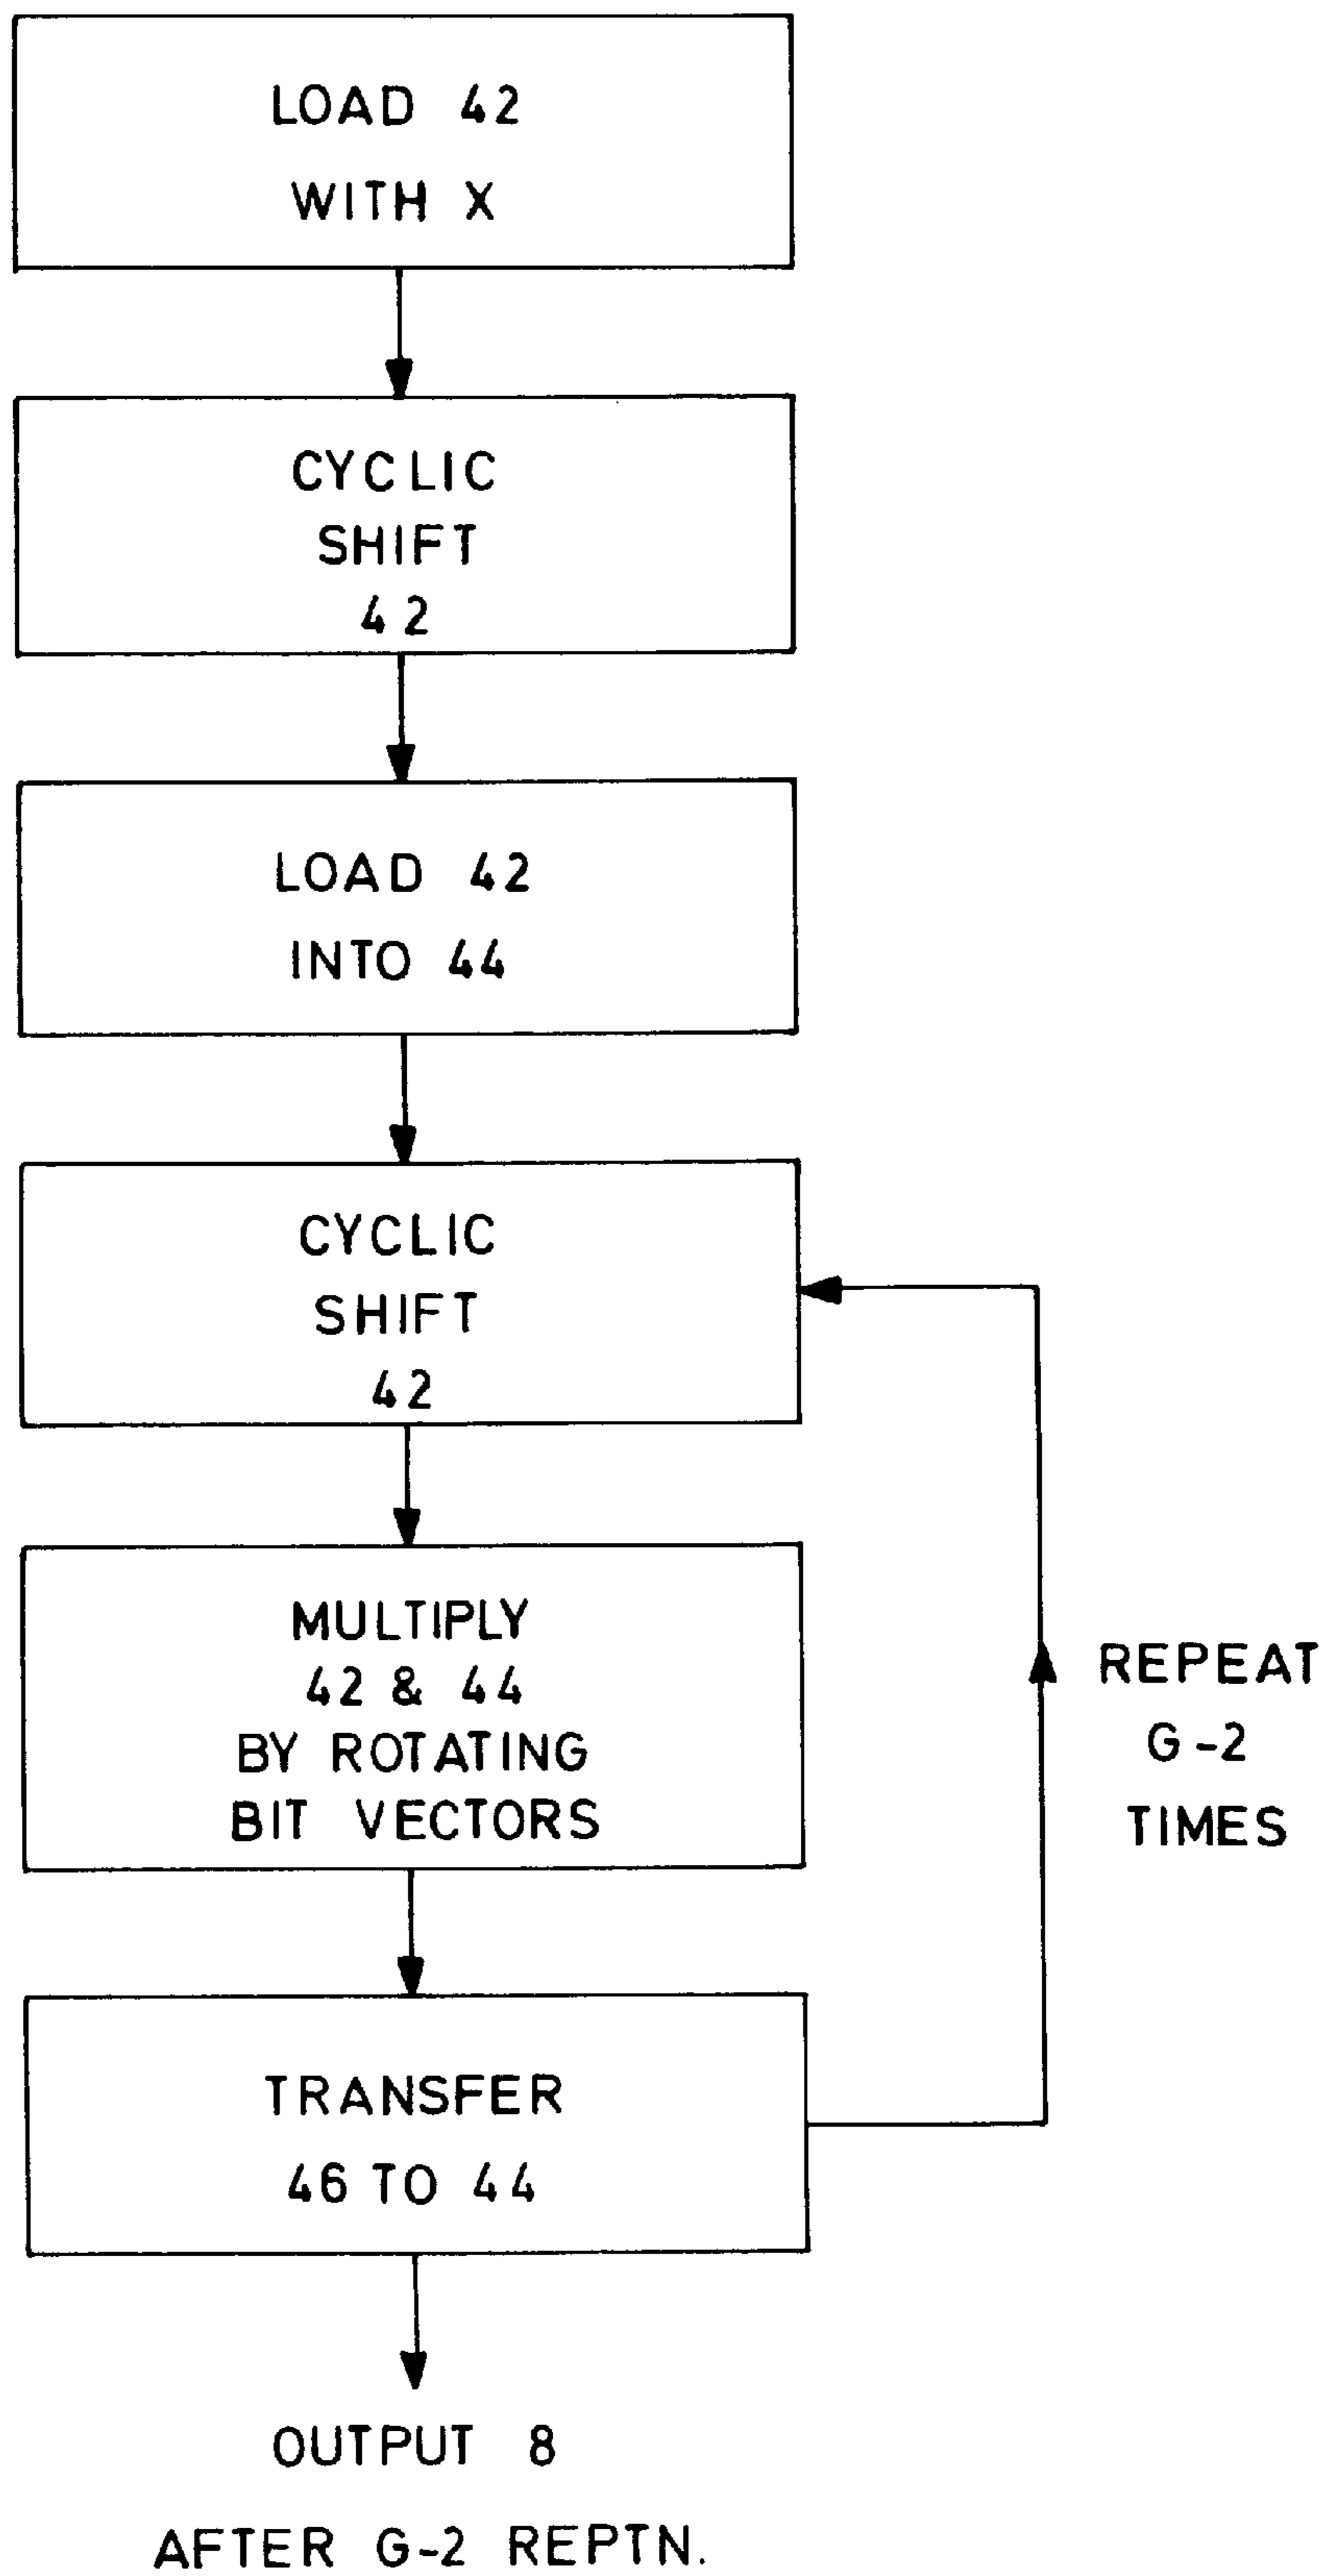 LOAD 42
WITH X
CYCLIC
SHIFT
42
LOAD 42
INTO 44
CYCLIC
SHIFT
42
MULTIPLY
42 & 44
BY ROTATING
BIT VECTORS
REPEAT
G-2
TIMES
TRANSFER
46 TO 44
OUTPUT 8
AFTER G-2 REPTN.